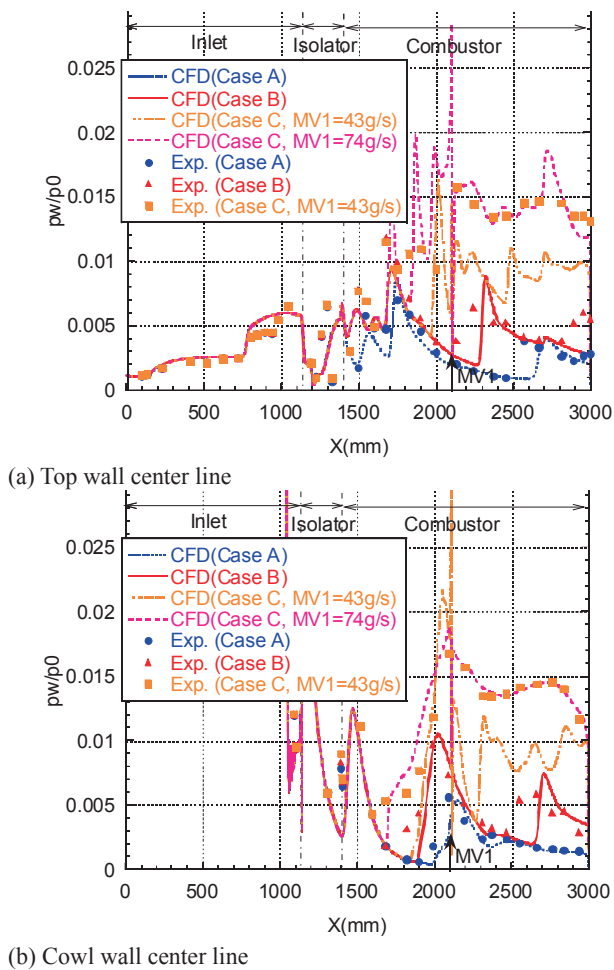 Inlet Isolator Combustor
0.025
0.02
0.015
0.01
0.005
0
pw/p0
CFD(Case A)
CFD(Case B)
CFD(Case C, MV1=43g/s)
CFD(Case C, MV1=74g/s)
Exp. (Case A)
Exp. (Case B)
Exp. (Case C, MV1=43g/s)
MV1
0 500 1000 1500 2000 2500 3000
X(mm)
(a) Top wall center line
Inlet Isolator Combustor
0.025
0.02
0.015
0.01
0.005
0
pw/p0
CFD(Case A)
CFD(Case B)
CFD(Case C, MV1=43g/s)
CFD(Case C, MV1=74g/s)
Exp. (Case A)
Exp. (Case B)
Exp. (Case C, MV1=43g/s)
MV1
0 500 1000 1500 2000 2500 3000
X(mm)
(b) Cowl wall center line